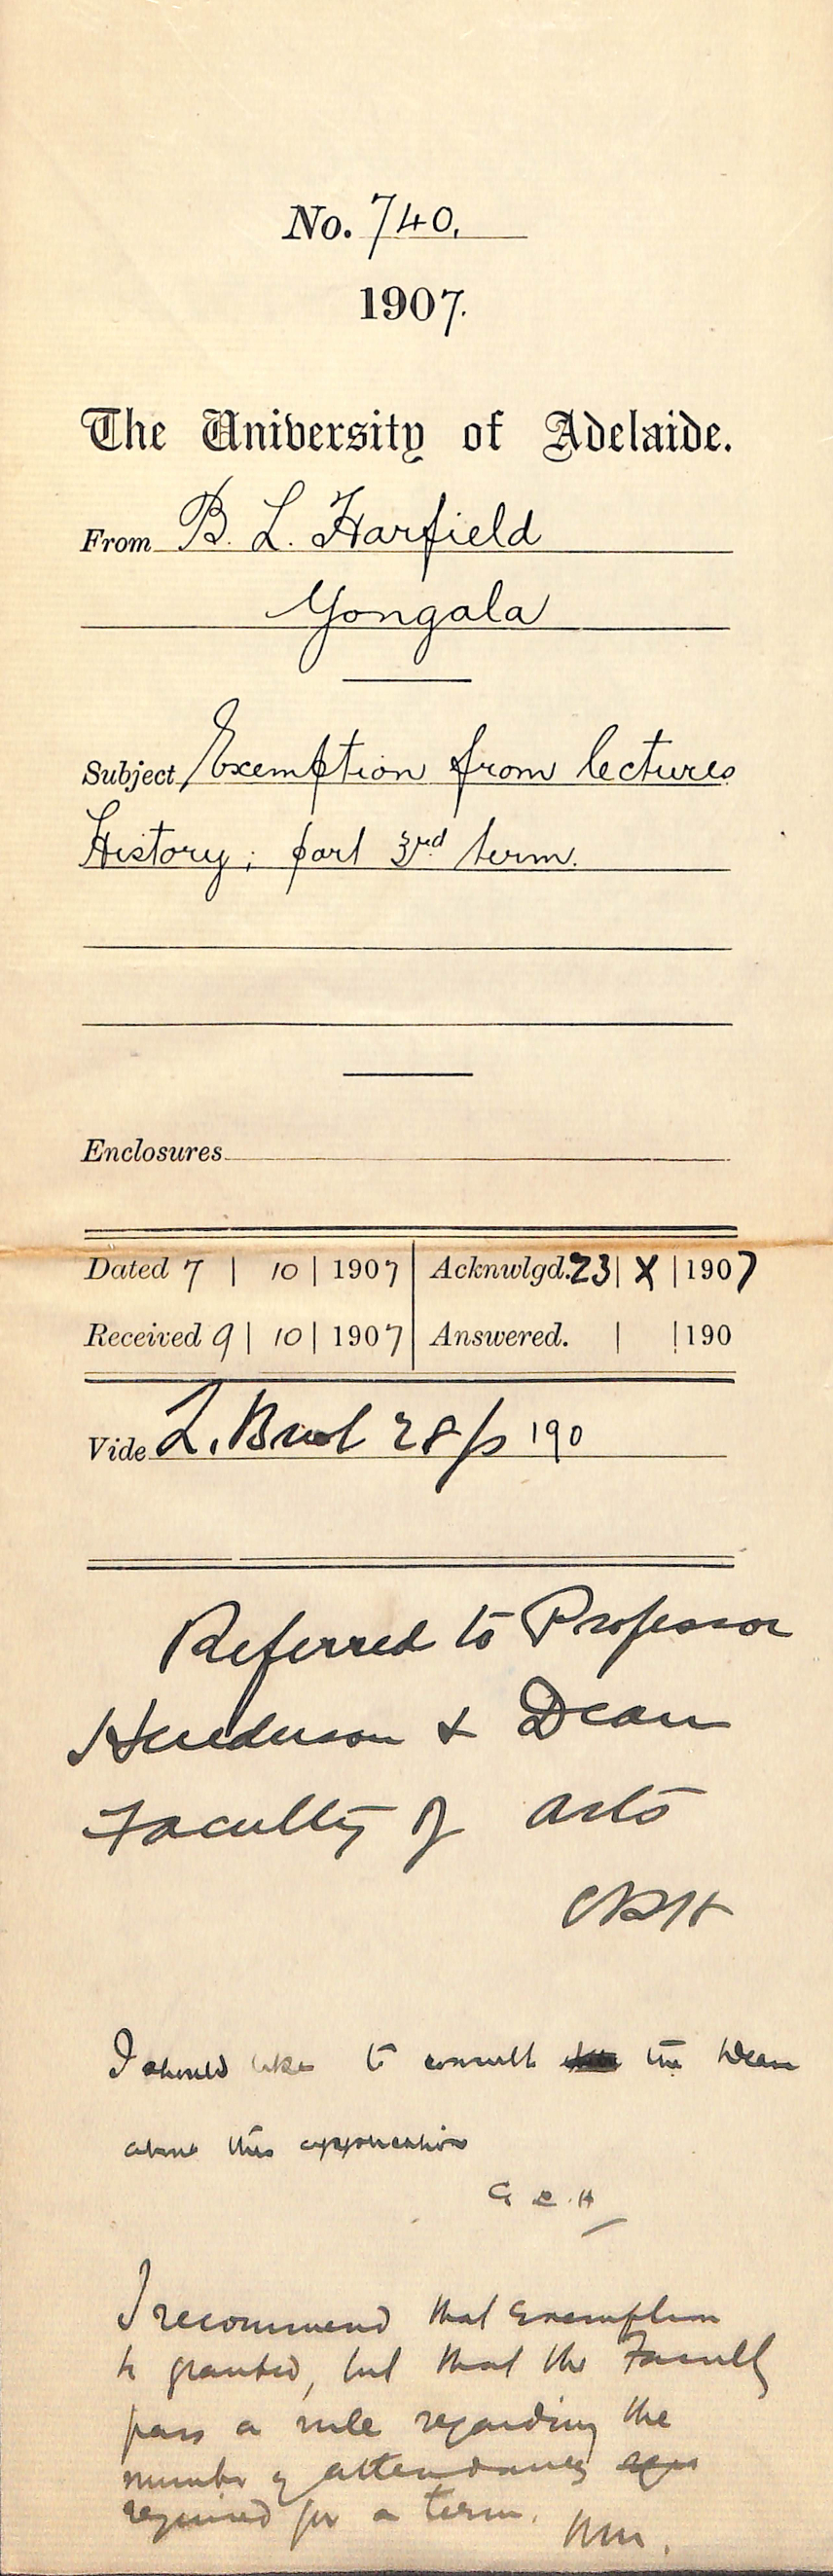 No. 740.
1907.
The University of Adelaide.
From B. L. Harfield
Yongala
Subject Exemption from lectures
History; part 3rd term.
Enclosures
Dated 7 | 10 | 1907 | Acknwlgd. 23 | X | 1907
Received 9 | 10 | 1907 | Answered. | | 190
Vide L. Book 28/ 190
Referred to Professor
Henderson & Dean
Faculty of Arts
CRH
I should like to consult the Dean
about this application
G C H
I recommend that exemption
be granted, but that the Faculty
pass a rule regarding the
number of attendances
required for a term.